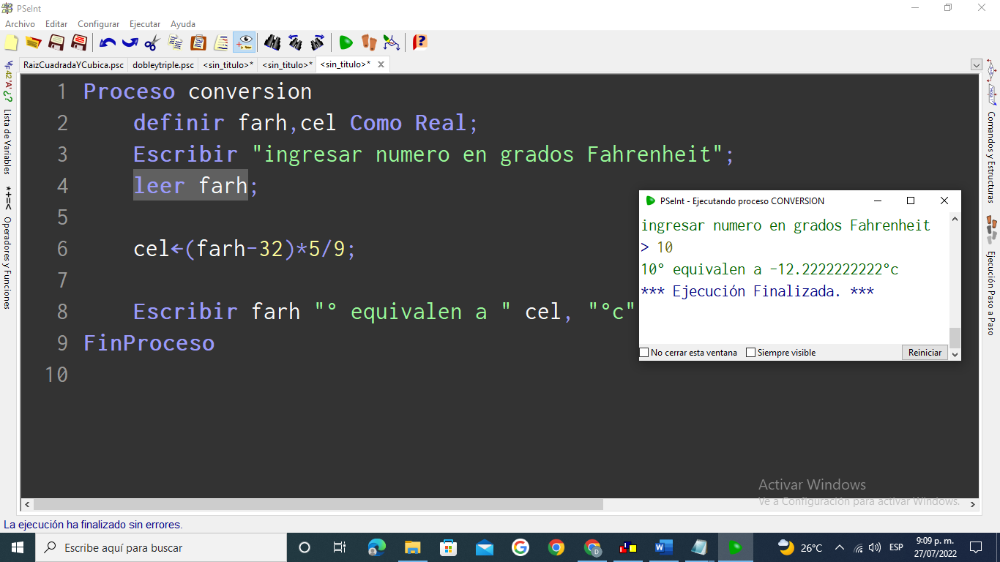 PSeInt
Archivo Editar Configurar Ejecutar Ayuda
RaizCuadradaYCubica.psc dobleytriple.psc <sin_titulo>* <sin_titulo>* <sin_titulo>*
Lista de Variables
*+=< Operadores y Funciones
1 Proceso conversion
2 definir farh,cel Como Real;
3 Escribir "ingresar numero en grados Fahrenheit";
4 leer farh;
5
6 cel←(farh-32)*5/9;
7
8 Escribir farh "° equivalen a " cel, "°c"
9 FinProceso
10
PSeInt - Ejecutando proceso CONVERSION
ingresar numero en grados Fahrenheit
> 10
10° equivalen a -12.2222222222°c
*** Ejecución Finalizada. ***
No cerrar esta ventana Siempre visible Reiniciar
Comandos y Estructuras
Ejecución Paso a Paso
Activar Windows
Ve a Configuración para activar Windows.
La ejecución ha finalizado sin errores.
Escribe aquí para buscar
26°C ESP 9:09 p. m.
27/07/2022